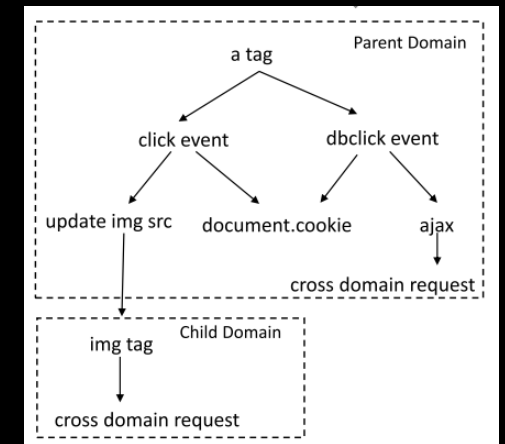 Parent Domain
a tag
click event
dbclick event
update img src
document.cookie
ajax
cross domain request
Child Domain
img tag
cross domain request